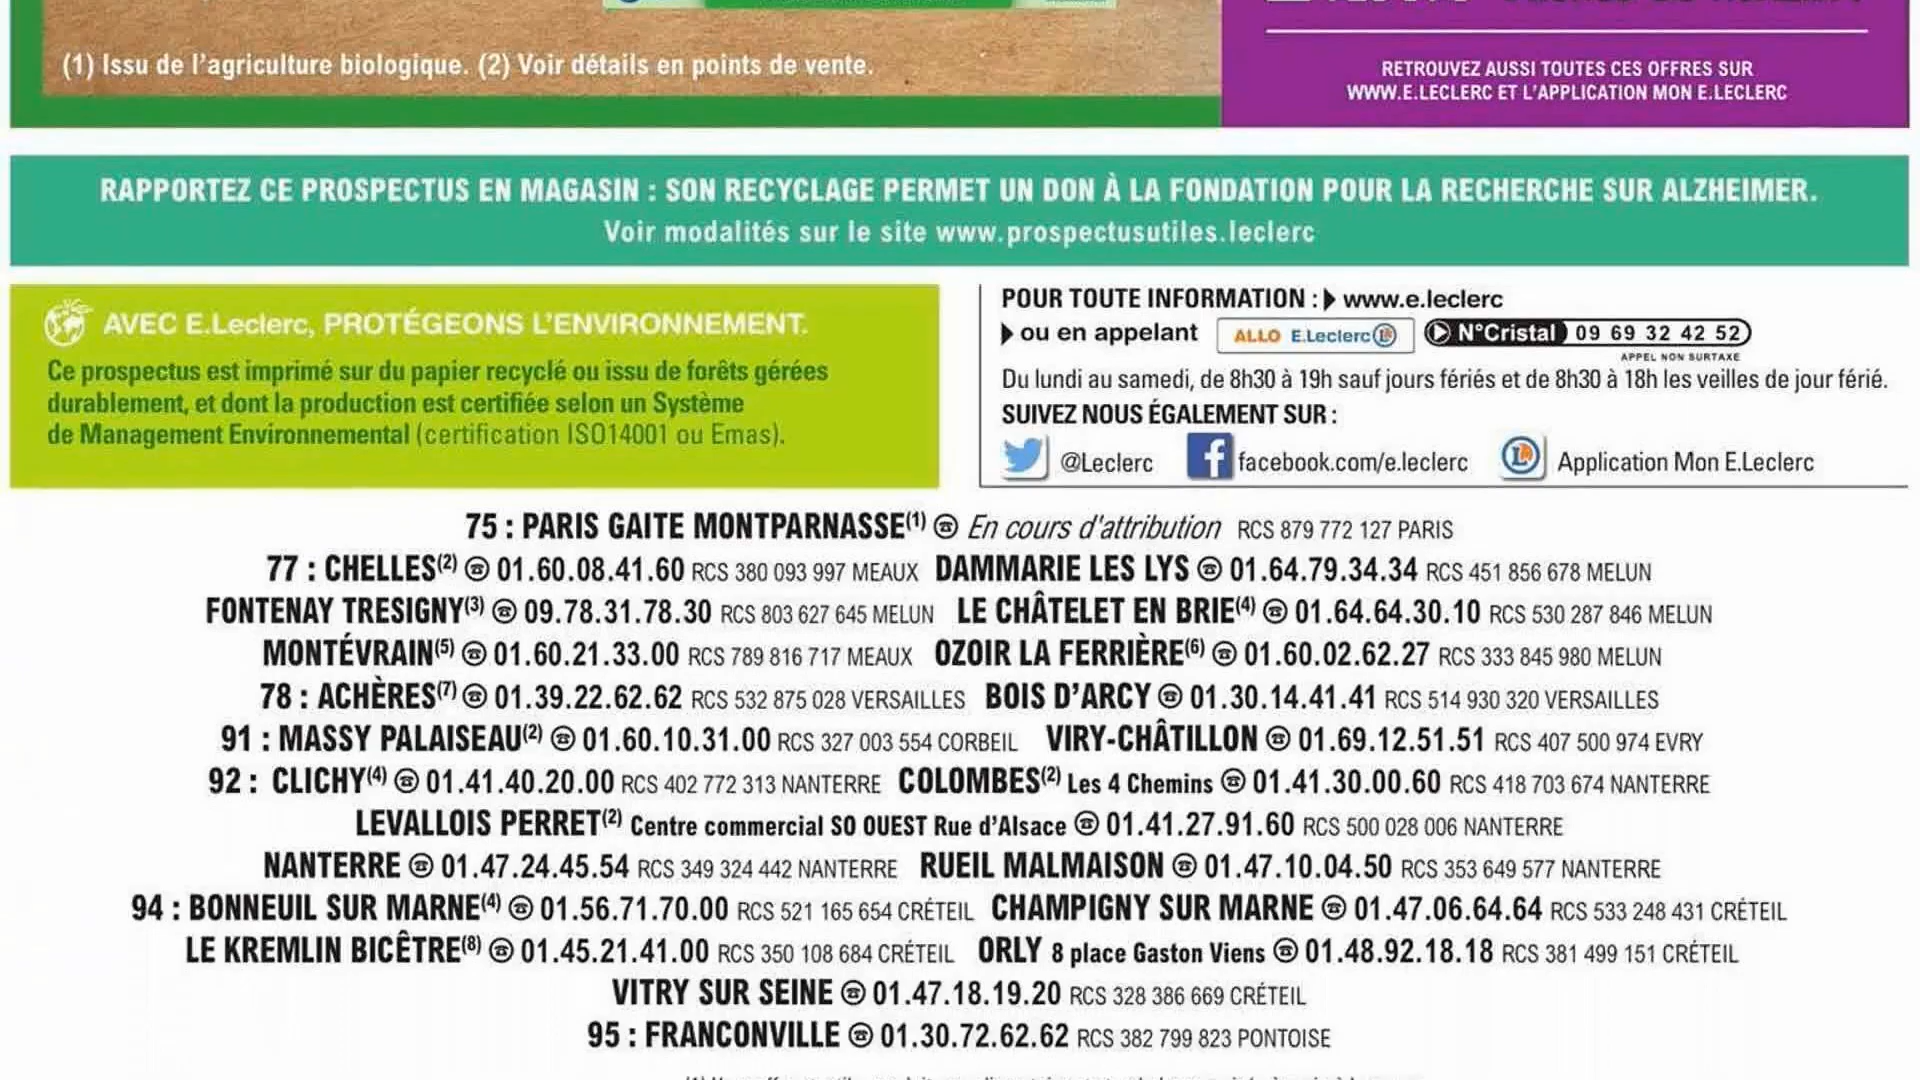 (1) Issu de l'agriculture biologique. (2) Voir détails en points de vente.
RETROUVEZ AUSSI TOUTES CES OFFRES SUR
WWW.E.LECLERC ET L'APPLICATION MON E.LECLERC
RAPPORTEZ CE PROSPECTUS EN MAGASIN : SON RECYCLAGE PERMET UN DON À LA FONDATION POUR LA RECHERCHE SUR ALZHEIMER.
Voir modalités sur le site www.prospectusutiles.leclerc
AVEC E.Leclerc, PROTÉGEONS L'ENVIRONNEMENT.
Ce prospectus est imprimé sur du papier recyclé ou issu de forêts gérées
durablement, et dont la production est certifiée selon un Système
de Management Environnemental (certification ISO14001 ou Emas).
POUR TOUTE INFORMATION : www.e.leclerc
ou en appelant ALLO E.Leclerc N°Cristal 09 69 32 42 52
APPEL NON SURTAXE
Du lundi au samedi, de 8h30 à 19h sauf jours fériés et de 8h30 à 18h les veilles de jour férié.
SUIVEZ NOUS ÉGALEMENT SUR :
@Leclerc facebook.com/e.leclerc Application Mon E.Leclerc
75 : PARIS GAITE MONTPARNASSE(1) ☎ En cours d'attribution RCS 879 772 127 PARIS
77 : CHELLES(2) ☎ 01.60.08.41.60 RCS 380 093 997 MEAUX DAMMARIE LES LYS ☎ 01.64.79.34.34 RCS 451 856 678 MELUN
FONTENAY TRESIGNY(3) ☎ 09.78.31.78.30 RCS 803 627 645 MELUN LE CHÂTELET EN BRIE(4) ☎ 01.64.64.30.10 RCS 530 287 846 MELUN
MONTÉVRAIN(5) ☎ 01.60.21.33.00 RCS 789 816 717 MEAUX OZOIR LA FERRIÈRE(6) ☎ 01.60.02.62.27 RCS 333 845 980 MELUN
78 : ACHÈRES(7) ☎ 01.39.22.62.62 RCS 532 875 028 VERSAILLES BOIS D'ARCY ☎ 01.30.14.41.41 RCS 514 930 320 VERSAILLES
91 : MASSY PALAISEAU(2) ☎ 01.60.10.31.00 RCS 327 003 554 CORBEIL VIRY-CHÂTILLON ☎ 01.69.12.51.51 RCS 407 500 974 EVRY
92 : CLICHY(4) ☎ 01.41.40.20.00 RCS 402 772 313 NANTERRE COLOMBES(2) Les 4 Chemins ☎ 01.41.30.00.60 RCS 418 703 674 NANTERRE
LEVALLOIS PERRET(2) Centre commercial SO OUEST Rue d'Alsace ☎ 01.41.27.91.60 RCS 500 028 006 NANTERRE
NANTERRE ☎ 01.47.24.45.54 RCS 349 324 442 NANTERRE RUEIL MALMAISON ☎ 01.47.10.04.50 RCS 353 649 577 NANTERRE
94 : BONNEUIL SUR MARNE(4) ☎ 01.56.71.70.00 RCS 521 165 654 CRÉTEIL CHAMPIGNY SUR MARNE ☎ 01.47.06.64.64 RCS 533 248 431 CRÉTEIL
LE KREMLIN BICÊTRE(8) ☎ 01.45.21.41.00 RCS 350 108 684 CRÉTEIL ORLY 8 place Gaston Viens ☎ 01.48.92.18.18 RCS 381 499 151 CRÉTEIL
VITRY SUR SEINE ☎ 01.47.18.19.20 RCS 328 386 669 CRÉTEIL
95 : FRANCONVILLE ☎ 01.30.72.62.62 RCS 382 799 823 PONTOISE